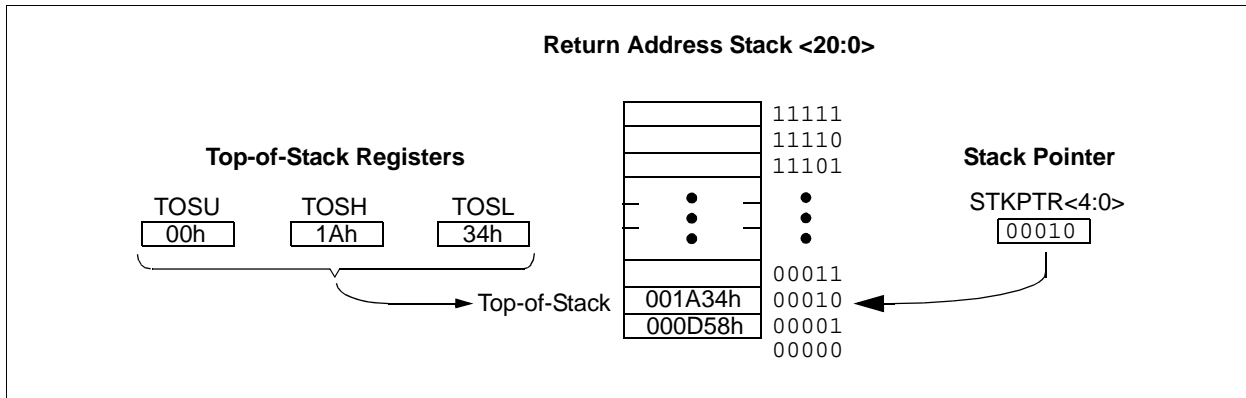 Return Address Stack <20:0>
11111
11110
11101
Top-of-Stack Registers
Stack Pointer
TOSU TOSH TOSL
00h 1Ah 34h
STKPTR<4:0>
00010
00011
Top-of-Stack 001A34h 00010
000D58h 00001
00000